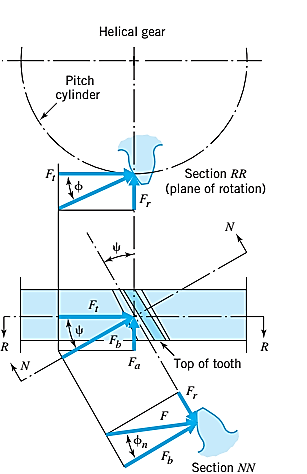 Helical gear
Pitch
cylinder
Section RR
(plane of rotation)
Ft
ϕ
Fr
N
ψ
Ft
ψ
Fb
R
R
Fa
Top of tooth
N
Fr
F
ϕn
Fb
Section NN